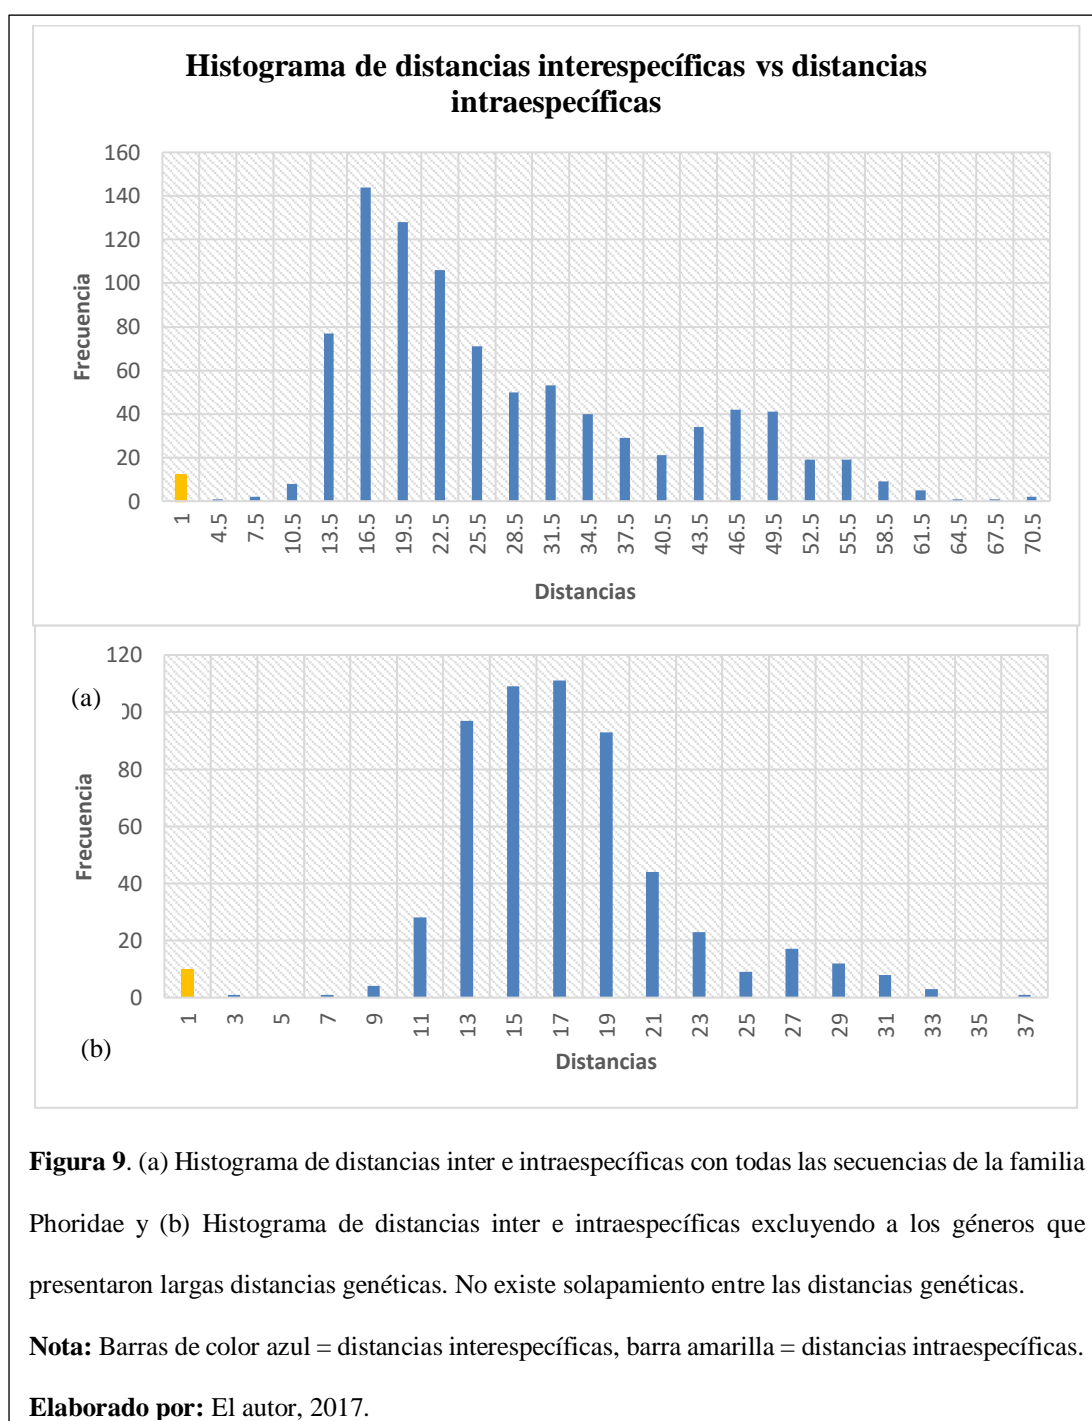 Histograma de distancias interespecíficas vs distancias
intraespecíficas
160
140
120
100
80
60
40
20
0
Frecuencia
1 4.5 7.5 10.5 13.5 16.5 19.5 22.5 25.5 28.5 31.5 34.5 37.5 40.5 43.5 46.5 49.5 52.5 55.5 58.5 61.5 64.5 67.5 70.5
Distancias
120
(a)
00
80
60
40
20
0
Frecuencia
1 3 5 7 9 11 13 15 17 19 21 23 25 27 29 31 33 35 37
(b)
Distancias
Figura 9. (a) Histograma de distancias inter e intraespecíficas con todas las secuencias de la familia
Phoridae y (b) Histograma de distancias inter e intraespecíficas excluyendo a los géneros que
presentaron largas distancias genéticas. No existe solapamiento entre las distancias genéticas.
Nota: Barras de color azul = distancias interespecíficas, barra amarilla = distancias intraespecíficas.
Elaborado por: El autor, 2017.